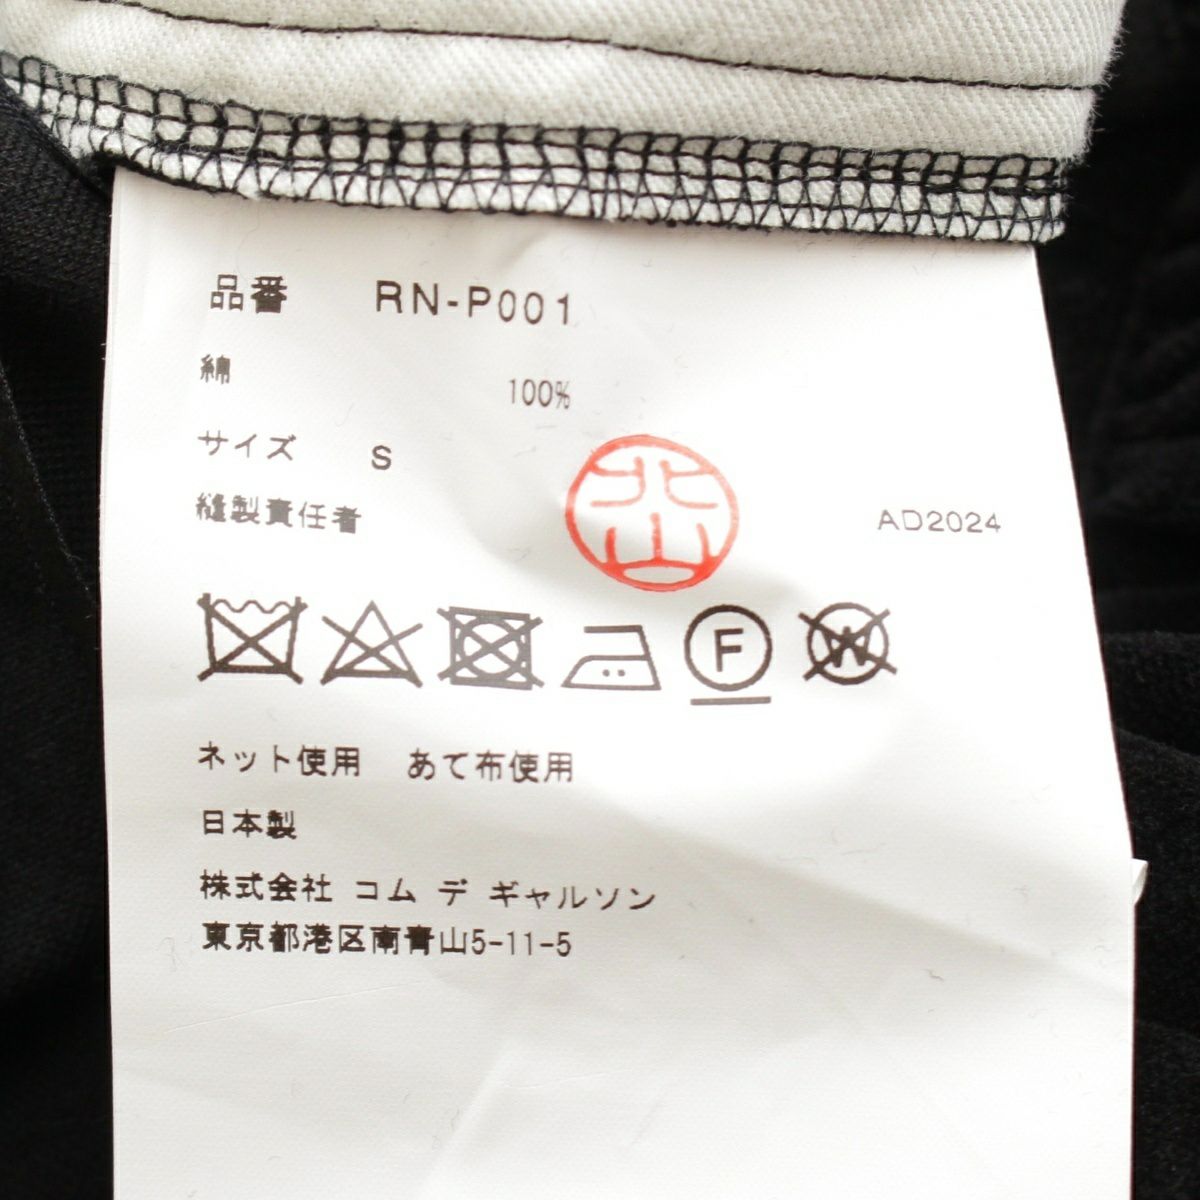 品番 RN-P001
綿 100%
サイズ S
縫製責任者 北山 AD2024
F W
ネット使用 あて布使用
日本製
株式会社 コム デ ギャルソン
東京都港区南青山5-11-5